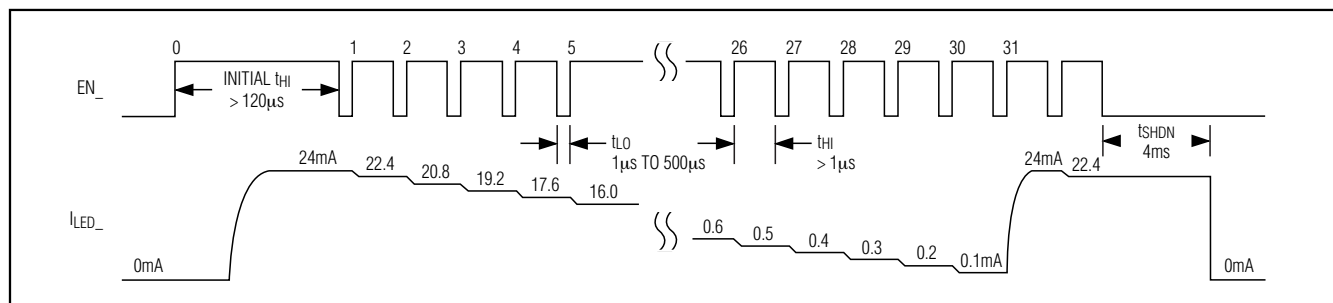 0 1 2 3 4 5 26 27 28 29 30 31
EN_
INITIAL tHI
> 120μs
tLO
1μs TO 500μs
tHI
> 1μs
tSHDN
4ms
ILED_
0mA
24mA
22.4
20.8
19.2
17.6
16.0
0.6
0.5
0.4
0.3
0.2
0.1mA
24mA
22.4
0mA